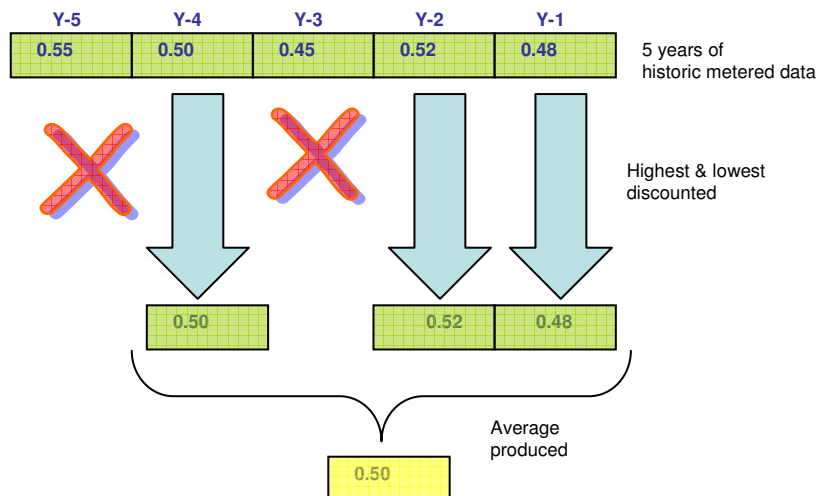 Y-5 Y-4 Y-3 Y-2 Y-1
0.55 0.50 0.45 0.52 0.48
5 years of
historic metered data
Highest & lowest
discounted
0.50 0.52 0.48
Average
produced
0.50